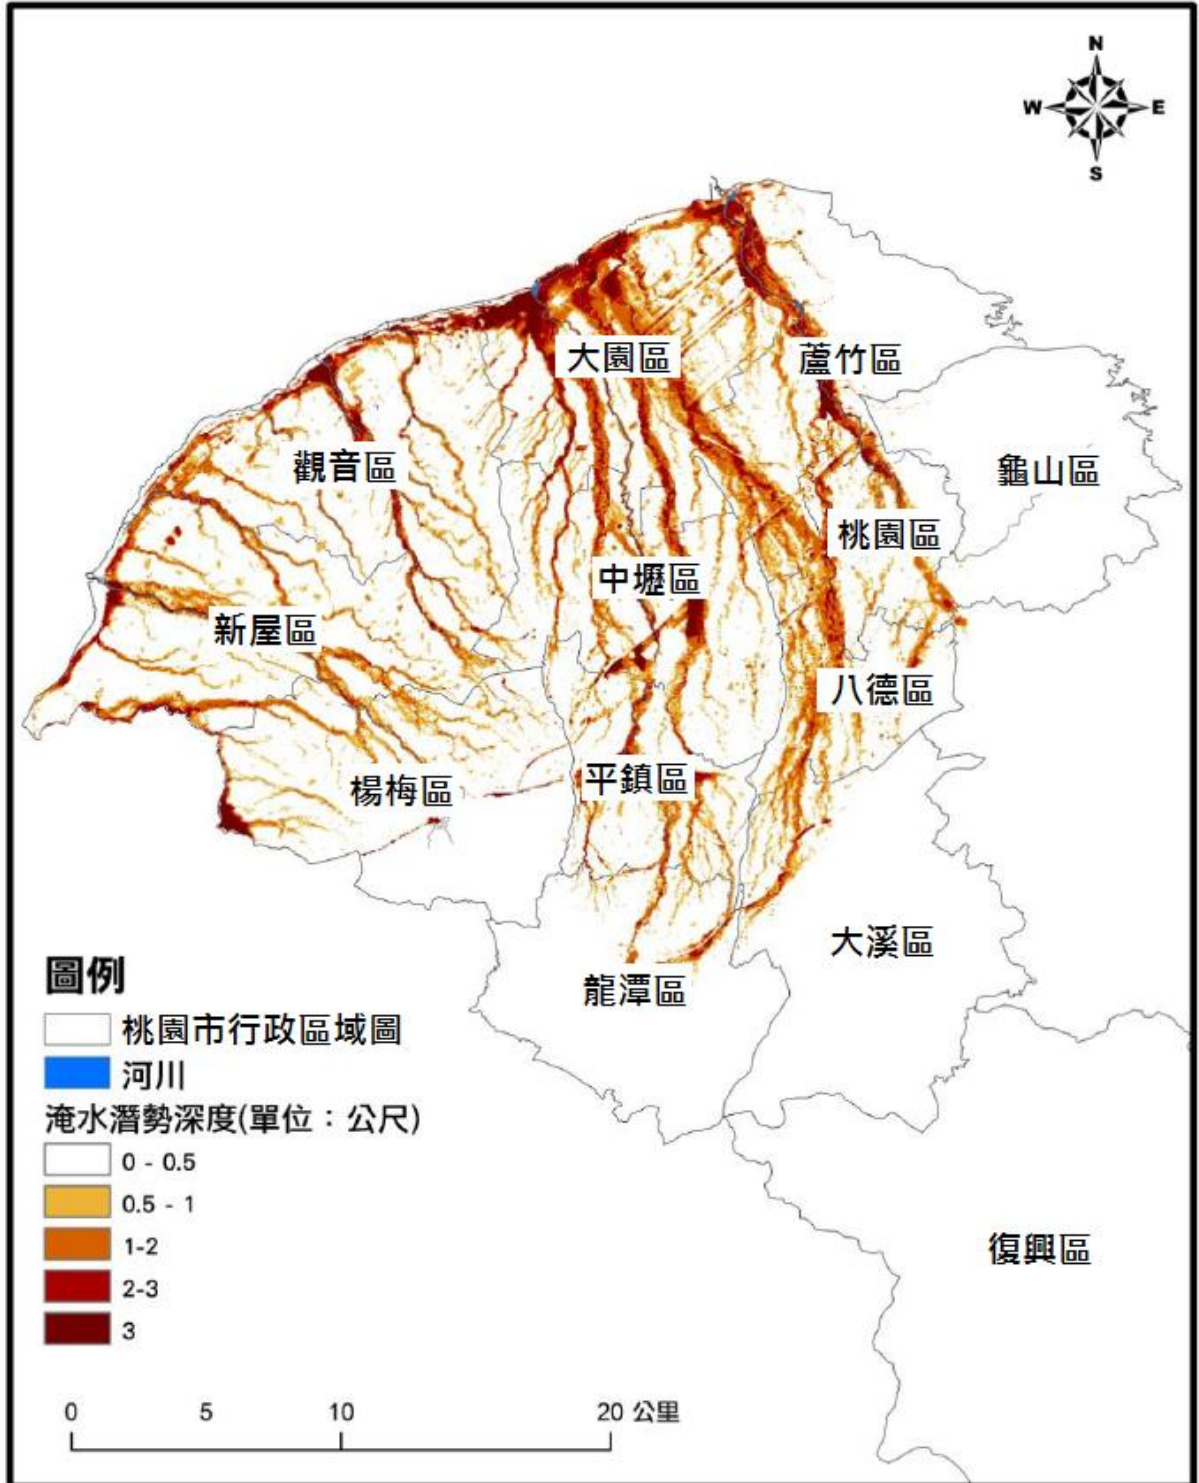 N
W
E
S
大園區
蘆竹區
觀音區
龜山區
桃園區
中壢區
新屋區
八德區
楊梅區
平鎮區
大溪區
龍潭區
復興區
圖例
桃園市行政區域圖
河川
淹水潛勢深度(單位：公尺)
0 - 0.5
0.5 - 1
1-2
2-3
3
0 5 10 20 公里